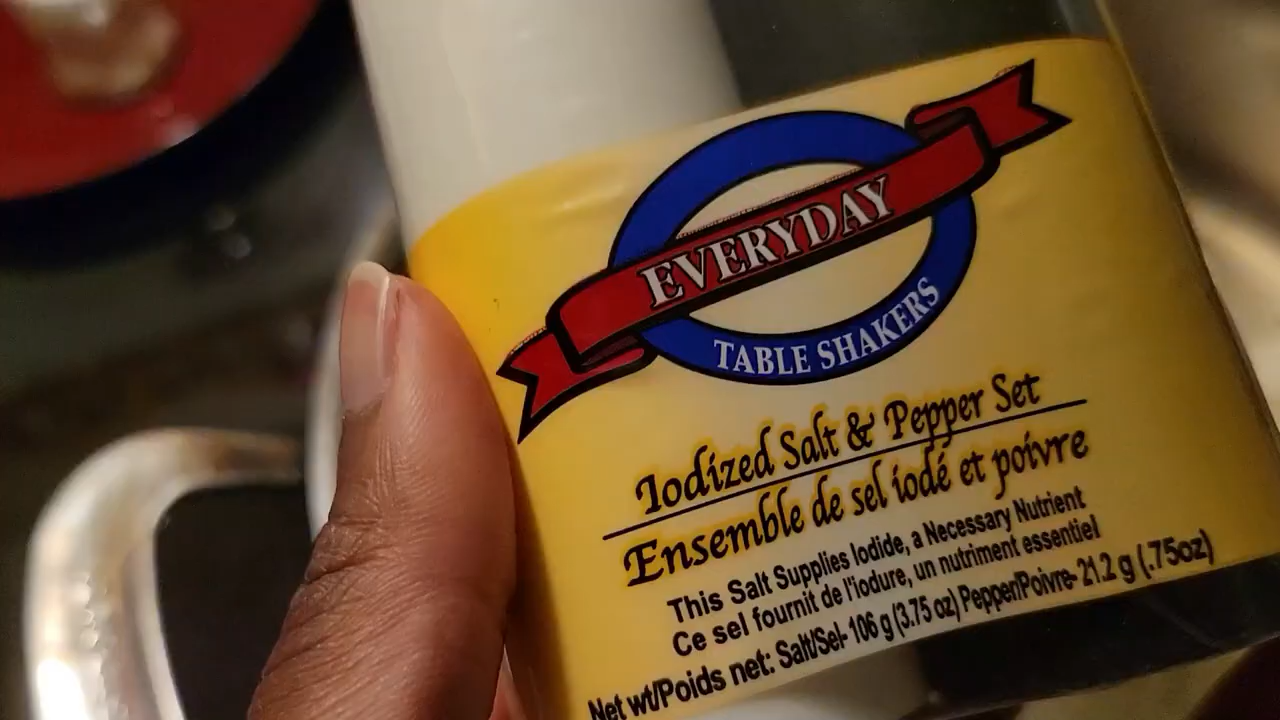 EVERYDAY
TABLE SHAKERS
Iodized Salt & Pepper Set
Ensemble de sel iodé et poivre
This Salt Supplies Iodide, a Necessary Nutrient
Ce sel fournit de l'iodure, un nutriment essentiel
Net wt/Poids net: Salt/Sel- 106 g (3.75 oz) Pepper/Poivre- 21.2 g (.75oz)